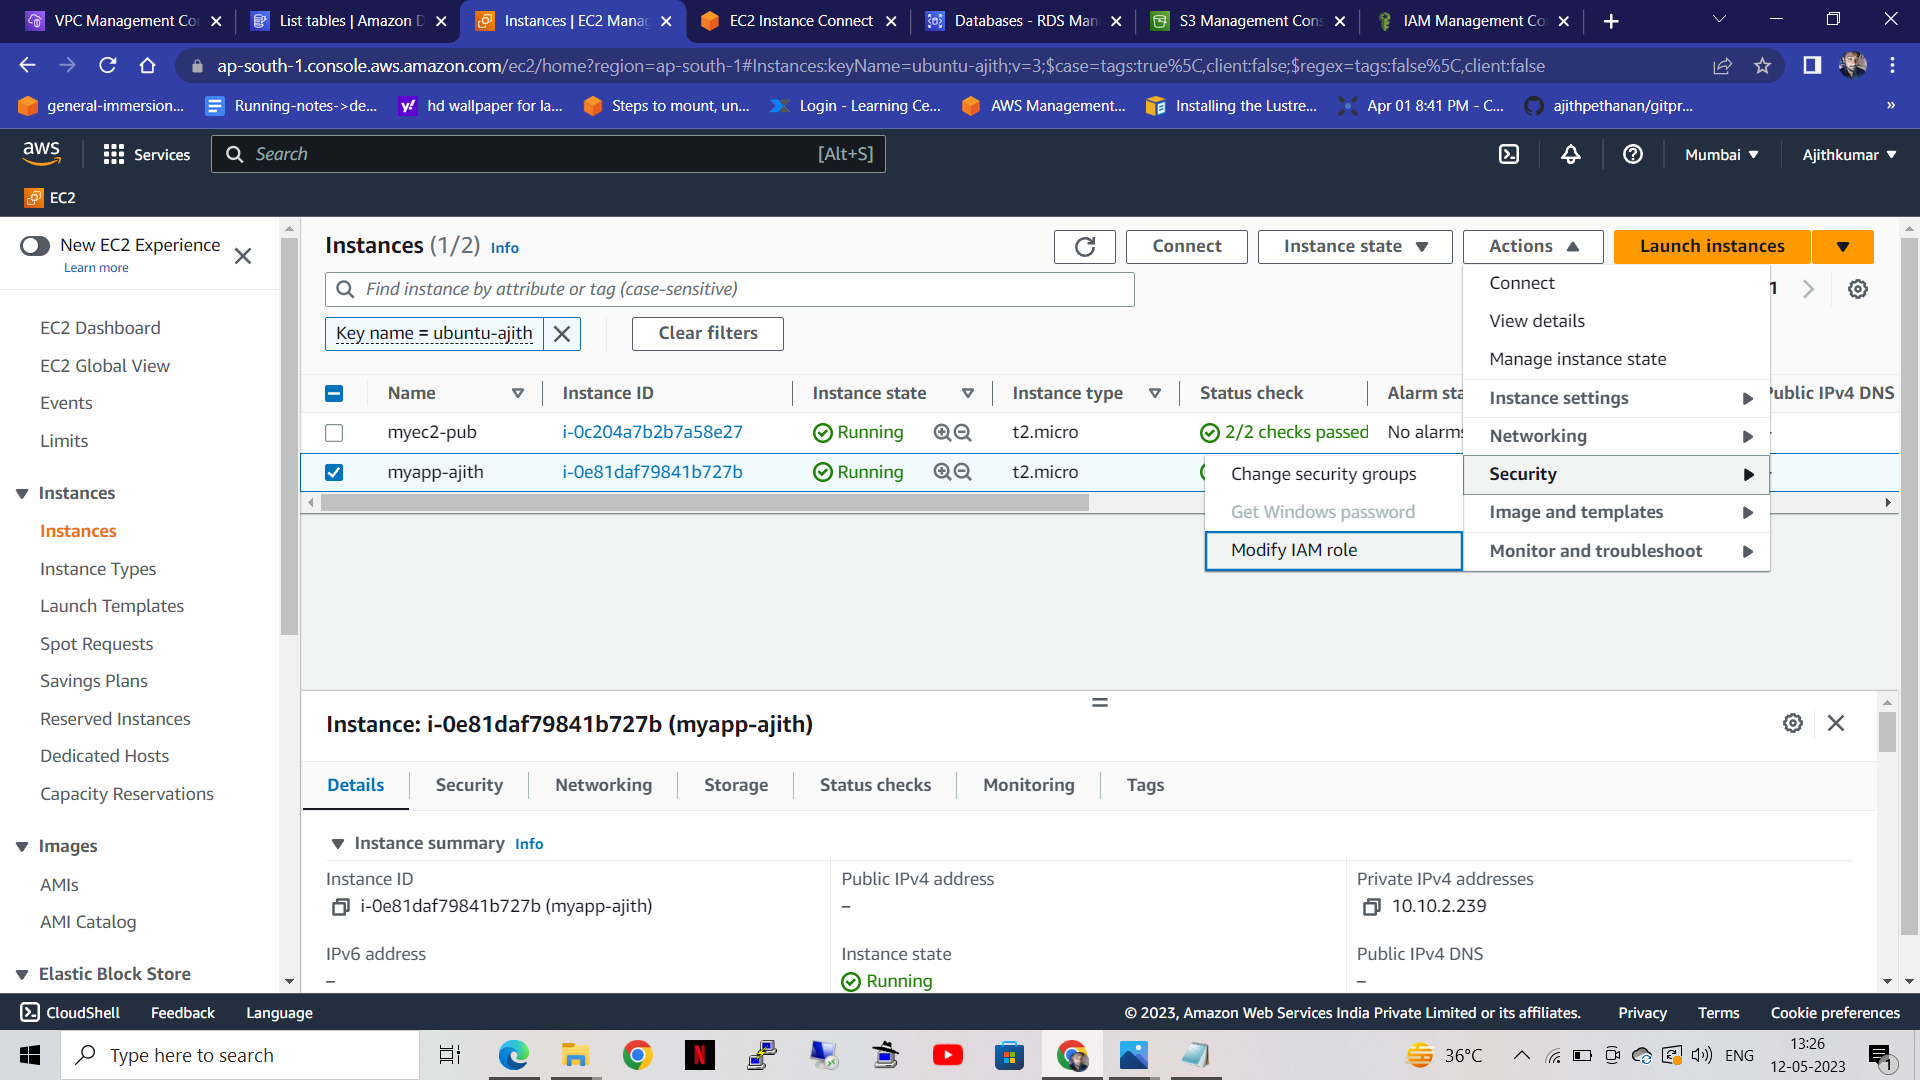 VPC Management Co
List tables | Amazon D
Instances | EC2 Manag
EC2 Instance Connect
Databases - RDS Man
S3 Management Cons
IAM Management Co
ap-south-1.console.aws.amazon.com/ec2/home?region=ap-south-1#Instances:keyName=ubuntu-ajith;v=3;$case=tags:true%5C,client:false;$regex=tags:false%5C,client:false
general-immersion...
Running-notes->de...
hd wallpaper for la...
Steps to mount, un...
Login - Learning Ce...
AWS Management...
Installing the Lustre...
Apr 01 8:41 PM - C...
ajithpethanan/gitpr...
»
aws
Services
Search
[Alt+S]
Mumbai
Ajithkumar
EC2
New EC2 Experience
Learn more
EC2 Dashboard
EC2 Global View
Events
Limits
Instances
Instances
Instance Types
Launch Templates
Spot Requests
Savings Plans
Reserved Instances
Dedicated Hosts
Capacity Reservations
Images
AMIs
AMI Catalog
Elastic Block Store
Instances (1/2) Info
Connect
Instance state
Actions
Launch instances
Find instance by attribute or tag (case-sensitive)
1
Key name = ubuntu-ajith
Clear filters
Name
Instance ID
Instance state
Instance type
Status check
Alarm sta
Public IPv4 DNS
myec2-pub
i-0c204a7b2b7a58e27
Running
t2.micro
2/2 checks passed
No alarms
–
myapp-ajith
i-0e81daf79841b727b
Running
t2.micro
Connect
View details
Manage instance state
Instance settings
Networking
Security
Image and templates
Monitor and troubleshoot
Change security groups
Get Windows password
Modify IAM role
Instance: i-0e81daf79841b727b (myapp-ajith)
Details
Security
Networking
Storage
Status checks
Monitoring
Tags
Instance summary Info
Instance ID
i-0e81daf79841b727b (myapp-ajith)
Public IPv4 address
–
Private IPv4 addresses
10.10.2.239
IPv6 address
–
Instance state
Running
Public IPv4 DNS
–
CloudShell
Feedback
Language
© 2023, Amazon Web Services India Private Limited or its affiliates.
Privacy
Terms
Cookie preferences
Type here to search
36°C
ENG
13:26
12-05-2023
1